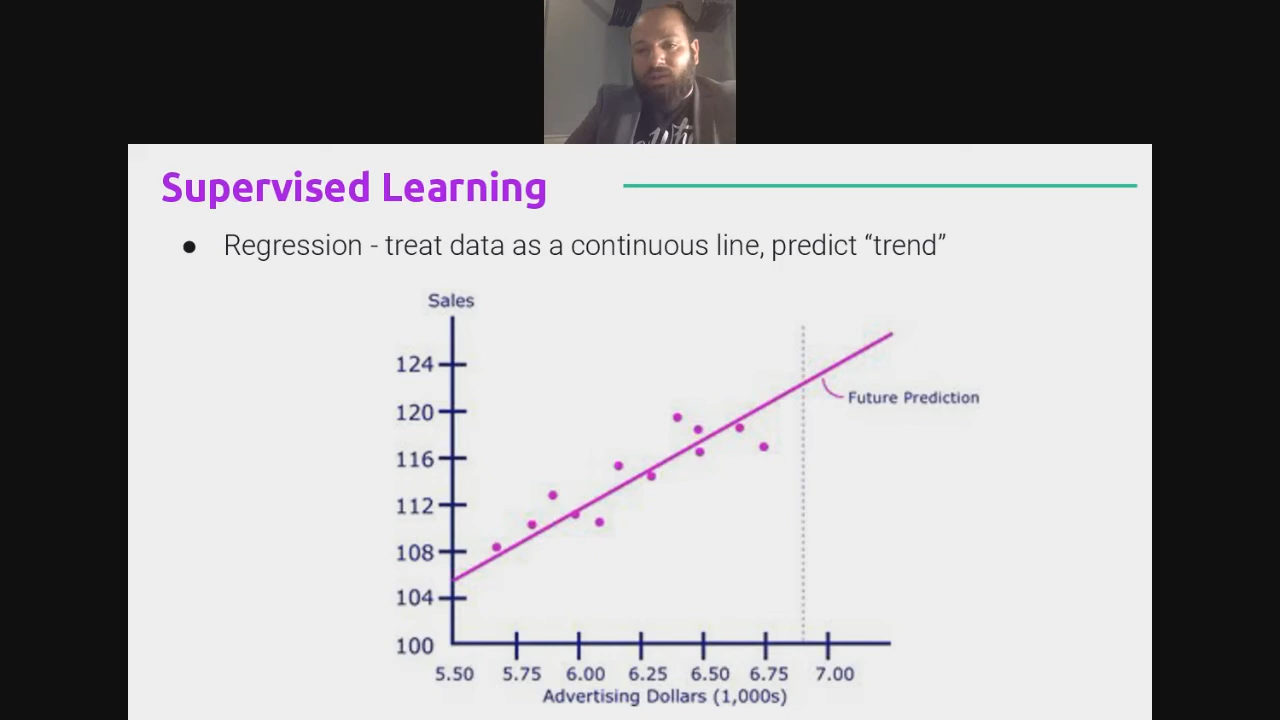 Supervised Learning
● Regression - treat data as a continuous line, predict “trend”
Sales
124
120
116
112
108
104
100
Future Prediction
5.50 5.75 6.00 6.25 6.50 6.75 7.00
Advertising Dollars (1,000s)